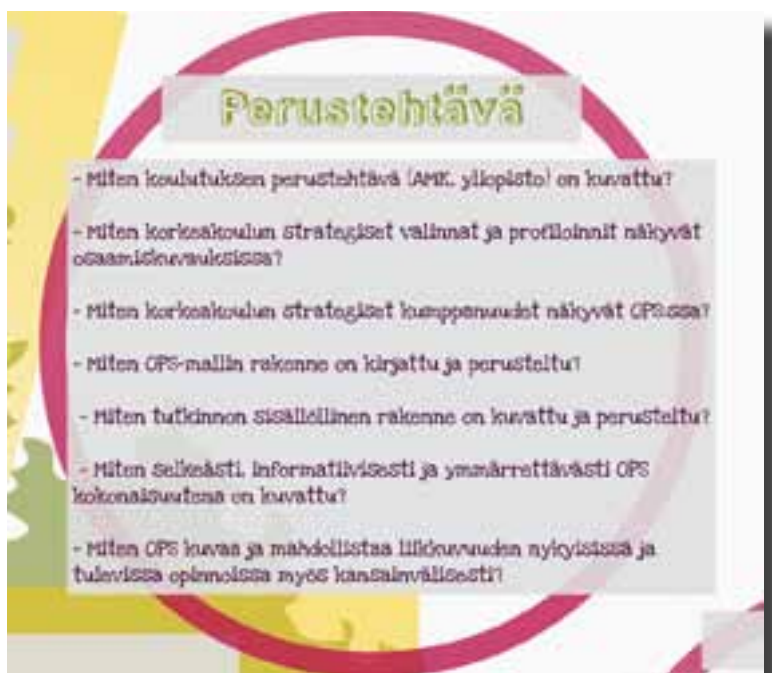 Perustehtävä
- Miten koulutuksen perustehtävä (AMK, yliopisto) on kuvattu?
- Miten korkeakoulun strategiset valinnat ja profiloinnit näkyvät
osaamiskuvauksissa?
- Miten korkeakoulun strategiset kumppanuudet näkyvät OPS:ssa?
- Miten OPS-mallin rakenne on kirjattu ja perusteltu?
- Miten tutkinnon sisällöllinen rakenne on kuvattu ja perusteltu?
- Miten selkeästi, informatiivisesti ja ymmärrettävästi OPS
kokonaisuutena on kuvattu?
- Miten OPS kuvaa ja mahdollistaa liikkuvuuden nykyisissä ja
tulevissa opinnoissa myös kansainvälisesti?